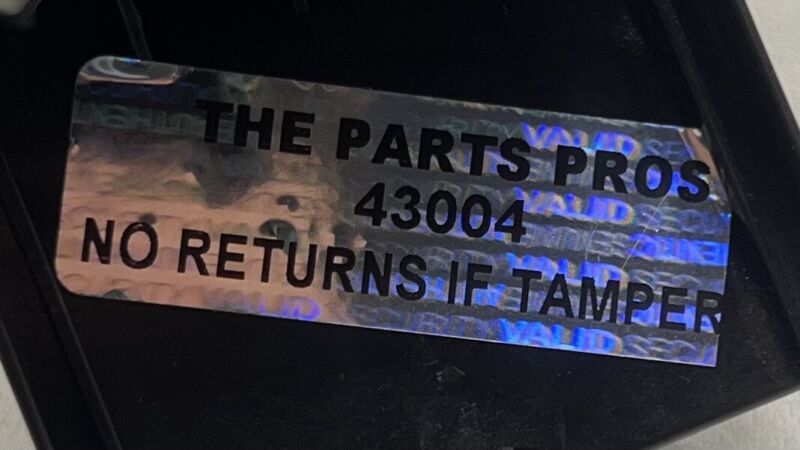 THE PARTS PROS
43004
NO RETURNS IF TAMPER